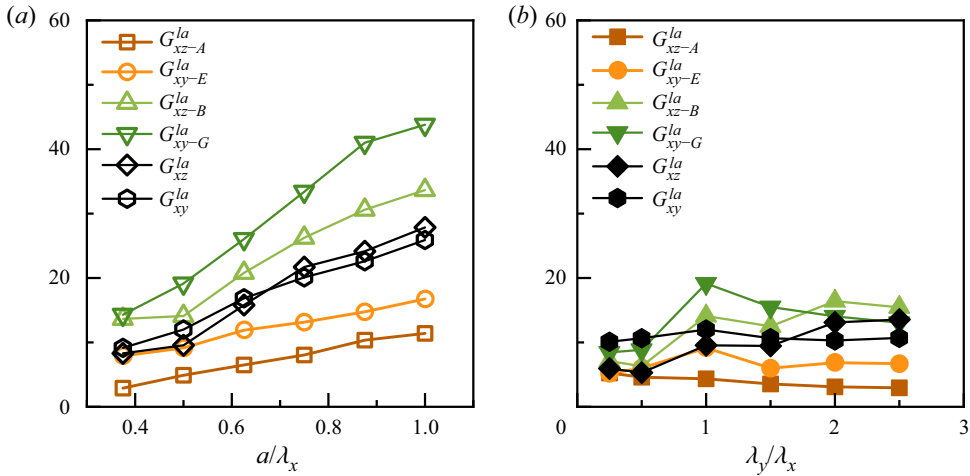 (a)
60
40
20
0
0.4 0.6 0.8 1.0
a/λ_x
G^{la}_{xz−A}
G^{la}_{xy−E}
G^{la}_{xz−B}
G^{la}_{xy−G}
G^{la}_{xz}
G^{la}_{xy}
(b)
60
40
20
0 1 2 3
λ_y/λ_x
G^{la}_{xz−A}
G^{la}_{xy−E}
G^{la}_{xz−B}
G^{la}_{xy−G}
G^{la}_{xz}
G^{la}_{xy}